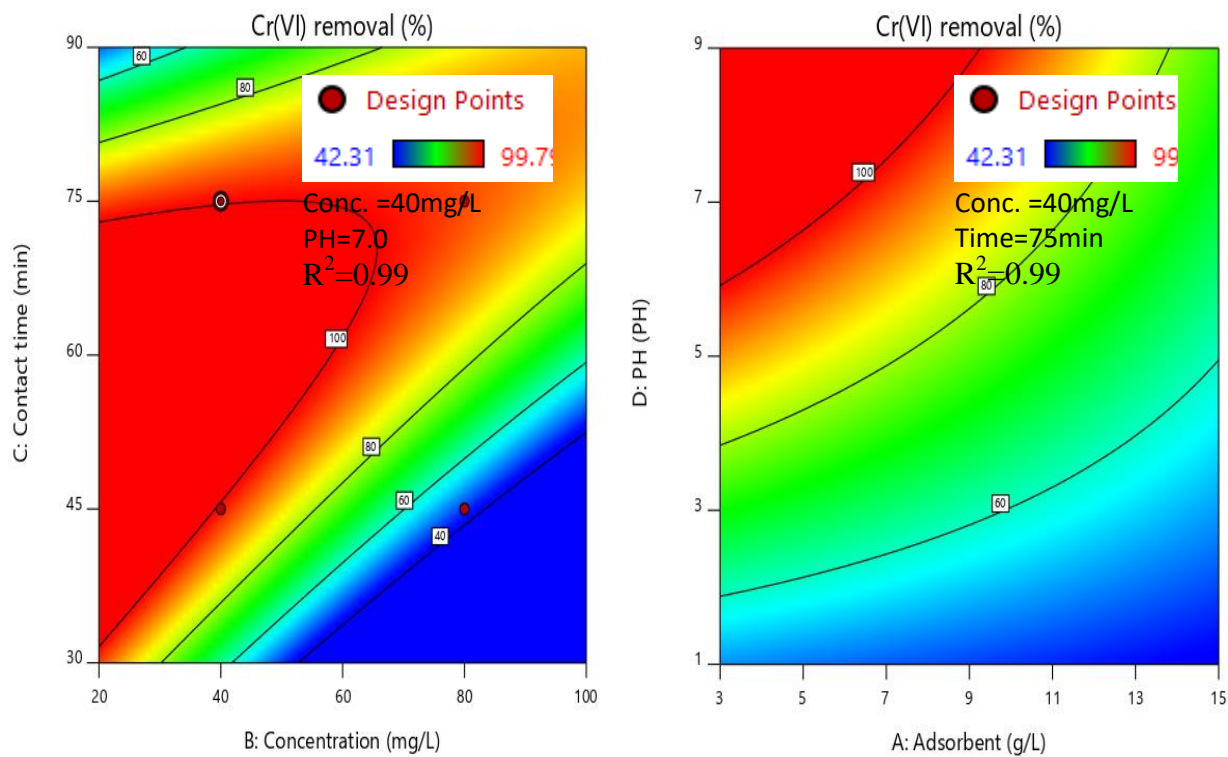 Cr(VI) removal (%)
90
75
60
45
30
C: Contact time (min)
60
80
100
80
60
40
Design Points
42.31 99.79
Conc. =40mg/L
PH=7.0
R²=0.99
20 40 60 80 100
B: Concentration (mg/L)
Cr(VI) removal (%)
9
7
5
3
1
D: PH (PH)
100
80
60
Design Points
42.31 99
Conc. =40mg/L
Time=75min
R²=0.99
3 5 7 9 11 13 15
A: Adsorbent (g/L)